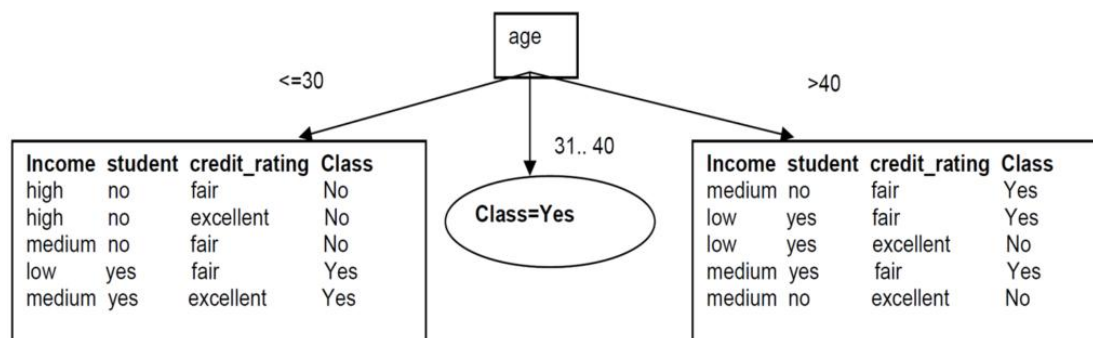 age
<=30
>40
31.. 40
Income student credit_rating Class
high no fair No
high no excellent No
medium no fair No
low yes fair Yes
medium yes excellent Yes
Class=Yes
Income student credit_rating Class
medium no fair Yes
low yes fair Yes
low yes excellent No
medium yes fair Yes
medium no excellent No